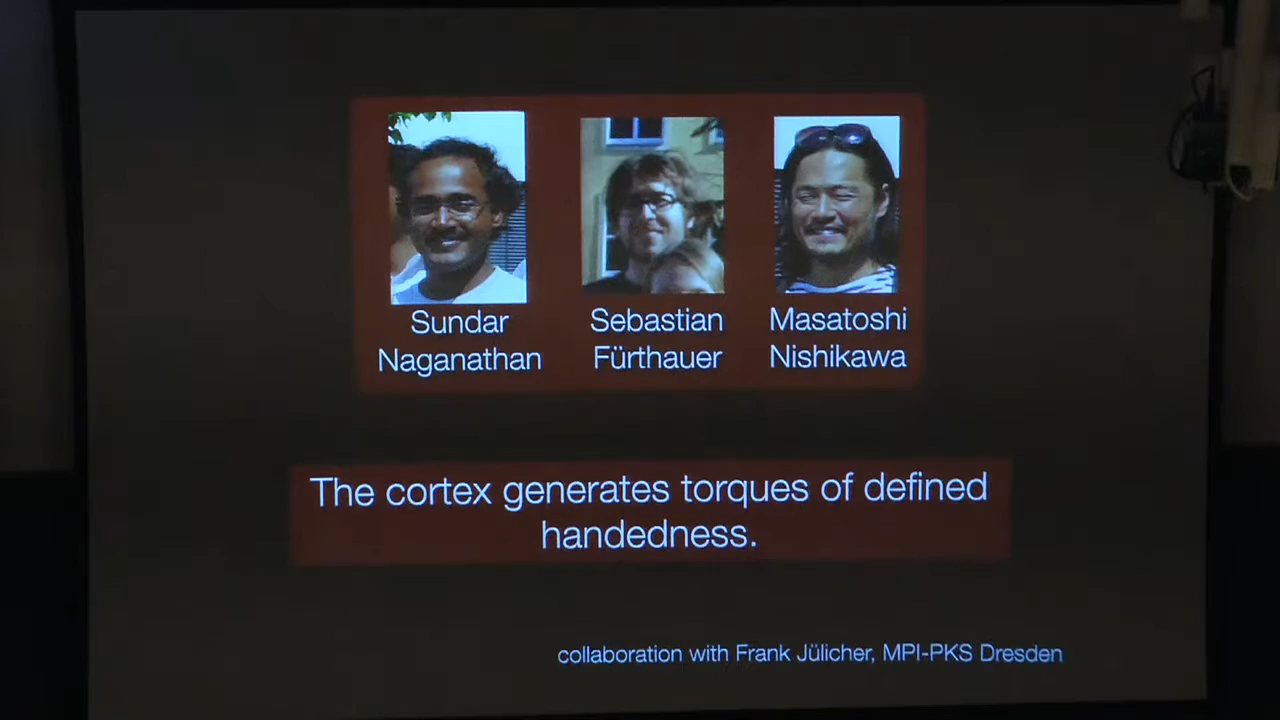 Sundar
Naganathan
Sebastian
Fürthauer
Masatoshi
Nishikawa
The cortex generates torques of defined
handedness.
collaboration with Frank Jülicher, MPI-PKS Dresden